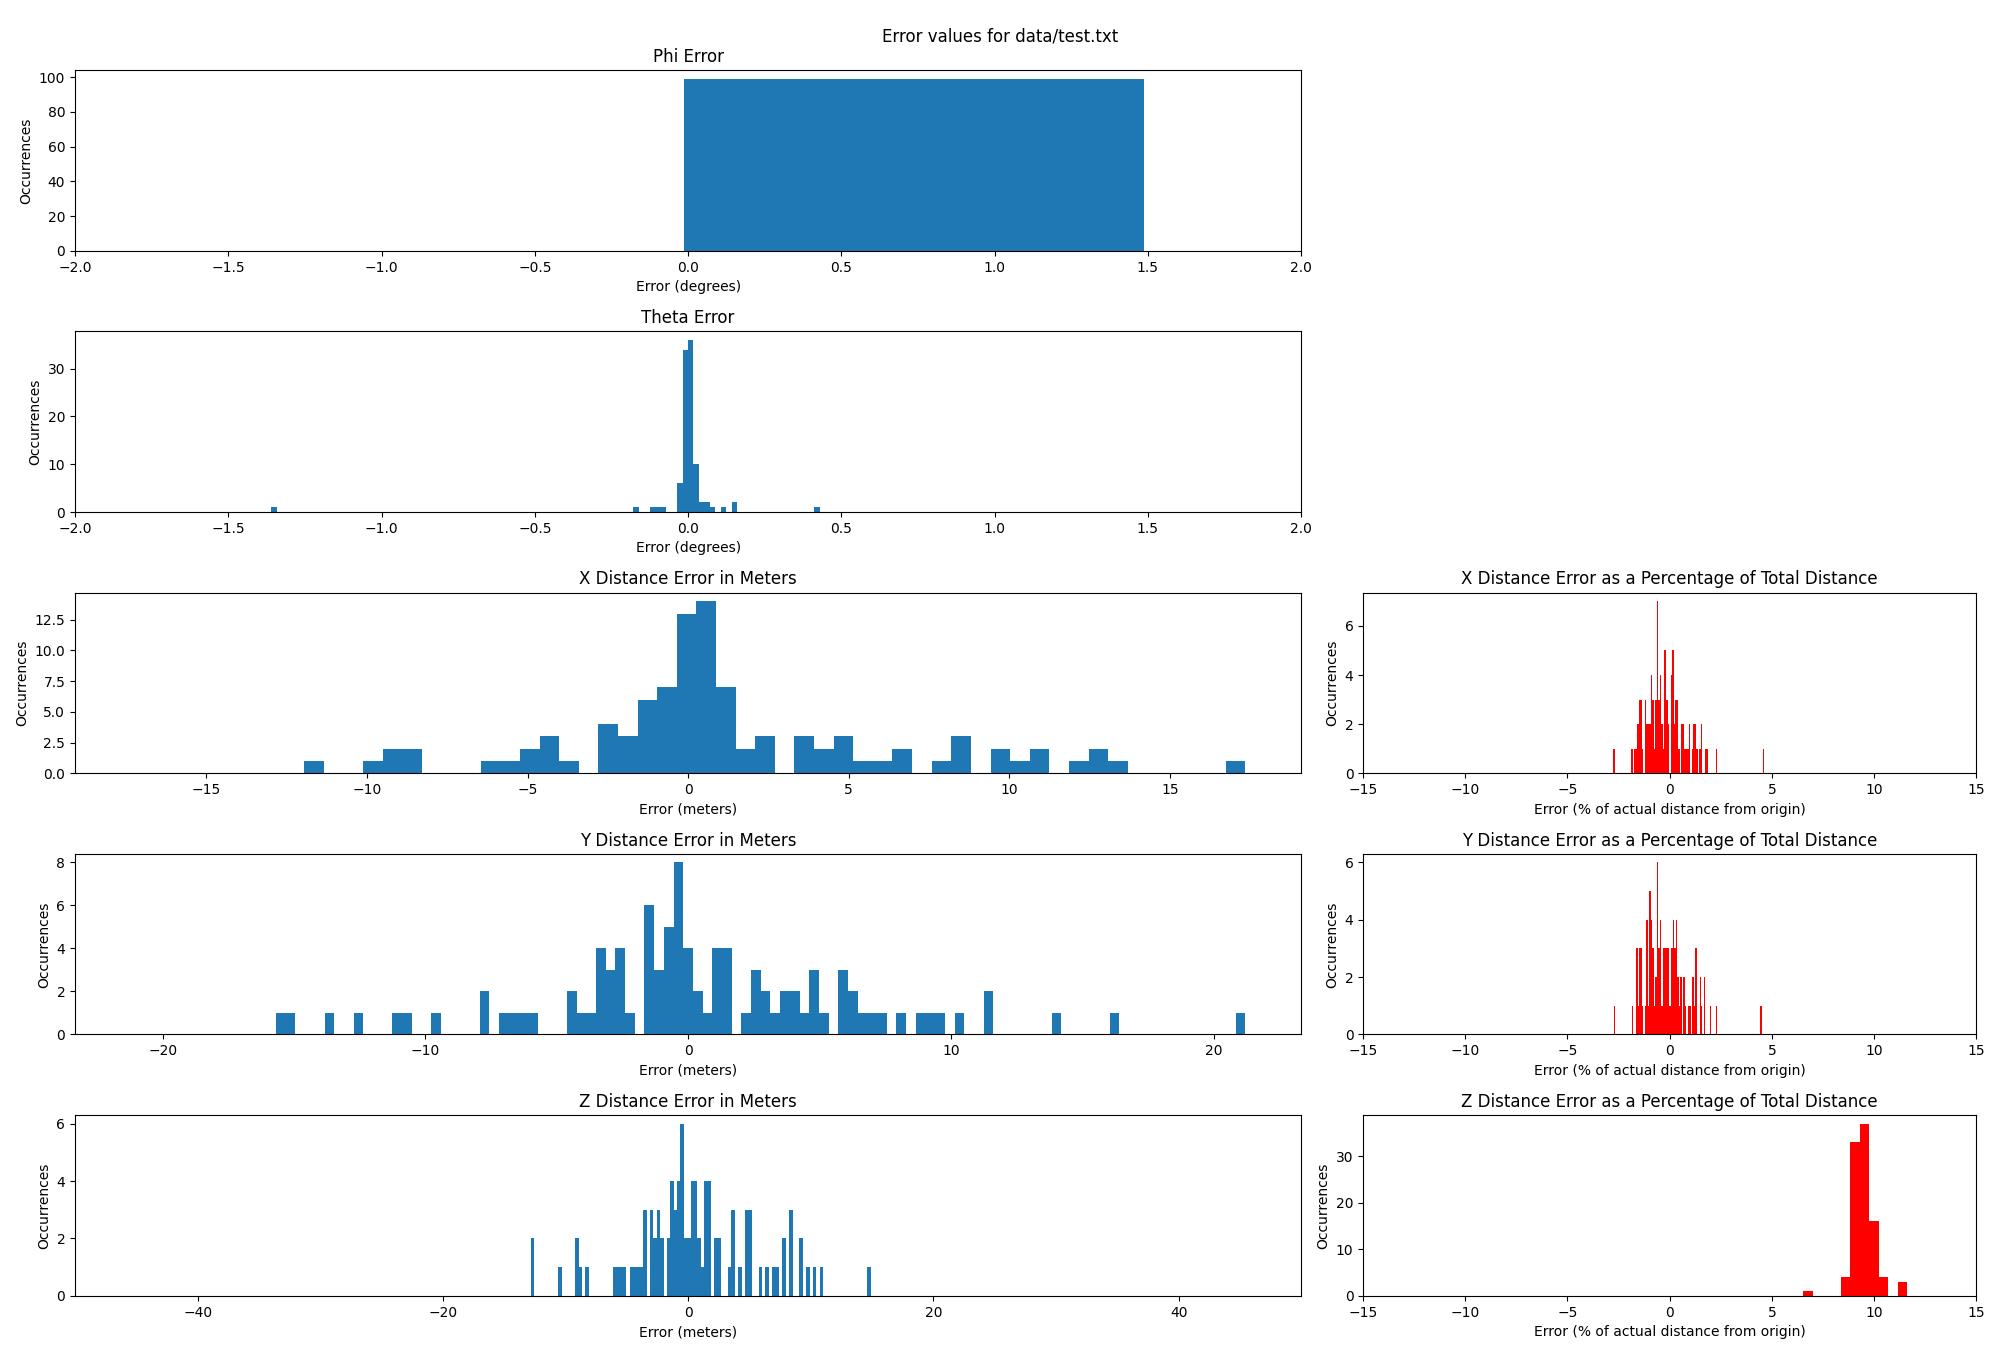 Error values for data/test.txt
Phi Error
100
80
60
40
20
0
Occurrences
−2.0 −1.5 −1.0 −0.5 0.0 0.5 1.0 1.5 2.0
Error (degrees)
Theta Error
30
20
10
0
Occurrences
−2.0 −1.5 −1.0 −0.5 0.0 0.5 1.0 1.5 2.0
Error (degrees)
X Distance Error in Meters
12.5
10.0
7.5
5.0
2.5
0.0
Occurrences
−15 −10 −5 0 5 10 15
Error (meters)
X Distance Error as a Percentage of Total Distance
6
4
2
0
Occurrences
−15 −10 −5 0 5 10 15
Error (% of actual distance from origin)
Y Distance Error in Meters
8
6
4
2
0
Occurrences
−20 −10 0 10 20
Error (meters)
Y Distance Error as a Percentage of Total Distance
6
4
2
0
Occurrences
−15 −10 −5 0 5 10 15
Error (% of actual distance from origin)
Z Distance Error in Meters
6
4
2
0
Occurrences
−40 −20 0 20 40
Error (meters)
Z Distance Error as a Percentage of Total Distance
30
20
10
0
Occurrences
−15 −10 −5 0 5 10 15
Error (% of actual distance from origin)